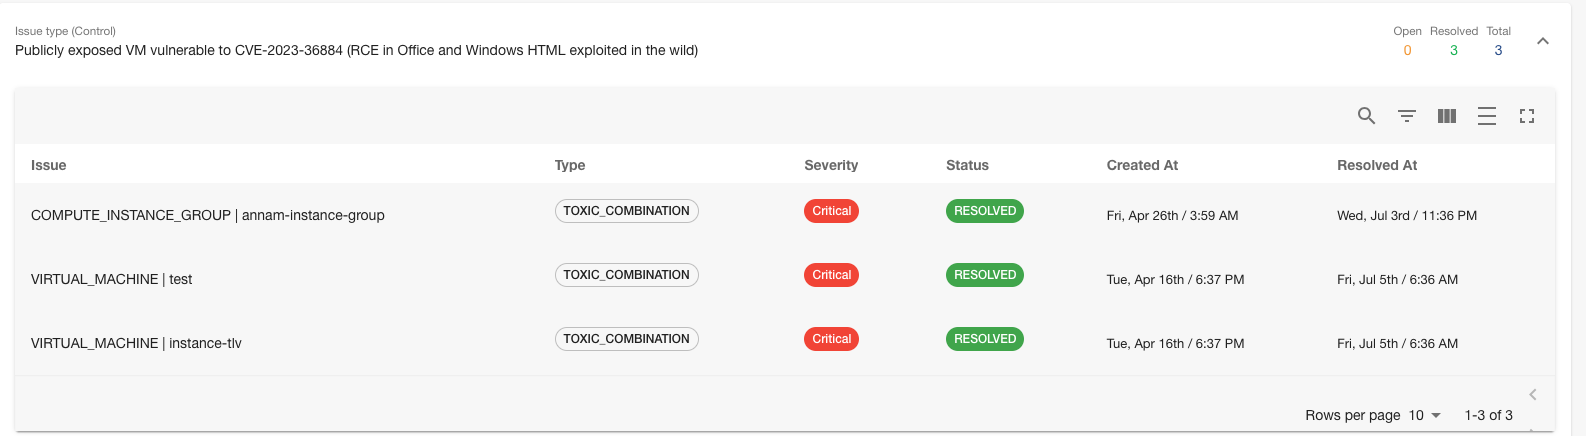 Issue type (Control)
Publicly exposed VM vulnerable to CVE-2023-36884 (RCE in Office and Windows HTML exploited in the wild)
Open Resolved Total
0 3 3
Issue Type Severity Status Created At Resolved At
COMPUTE_INSTANCE_GROUP | annam-instance-group TOXIC_COMBINATION Critical RESOLVED Fri, Apr 26th / 3:59 AM Wed, Jul 3rd / 11:36 PM
VIRTUAL_MACHINE | test TOXIC_COMBINATION Critical RESOLVED Tue, Apr 16th / 6:37 PM Fri, Jul 5th / 6:36 AM
VIRTUAL_MACHINE | instance-tlv TOXIC_COMBINATION Critical RESOLVED Tue, Apr 16th / 6:37 PM Fri, Jul 5th / 6:36 AM
Rows per page 10 1-3 of 3